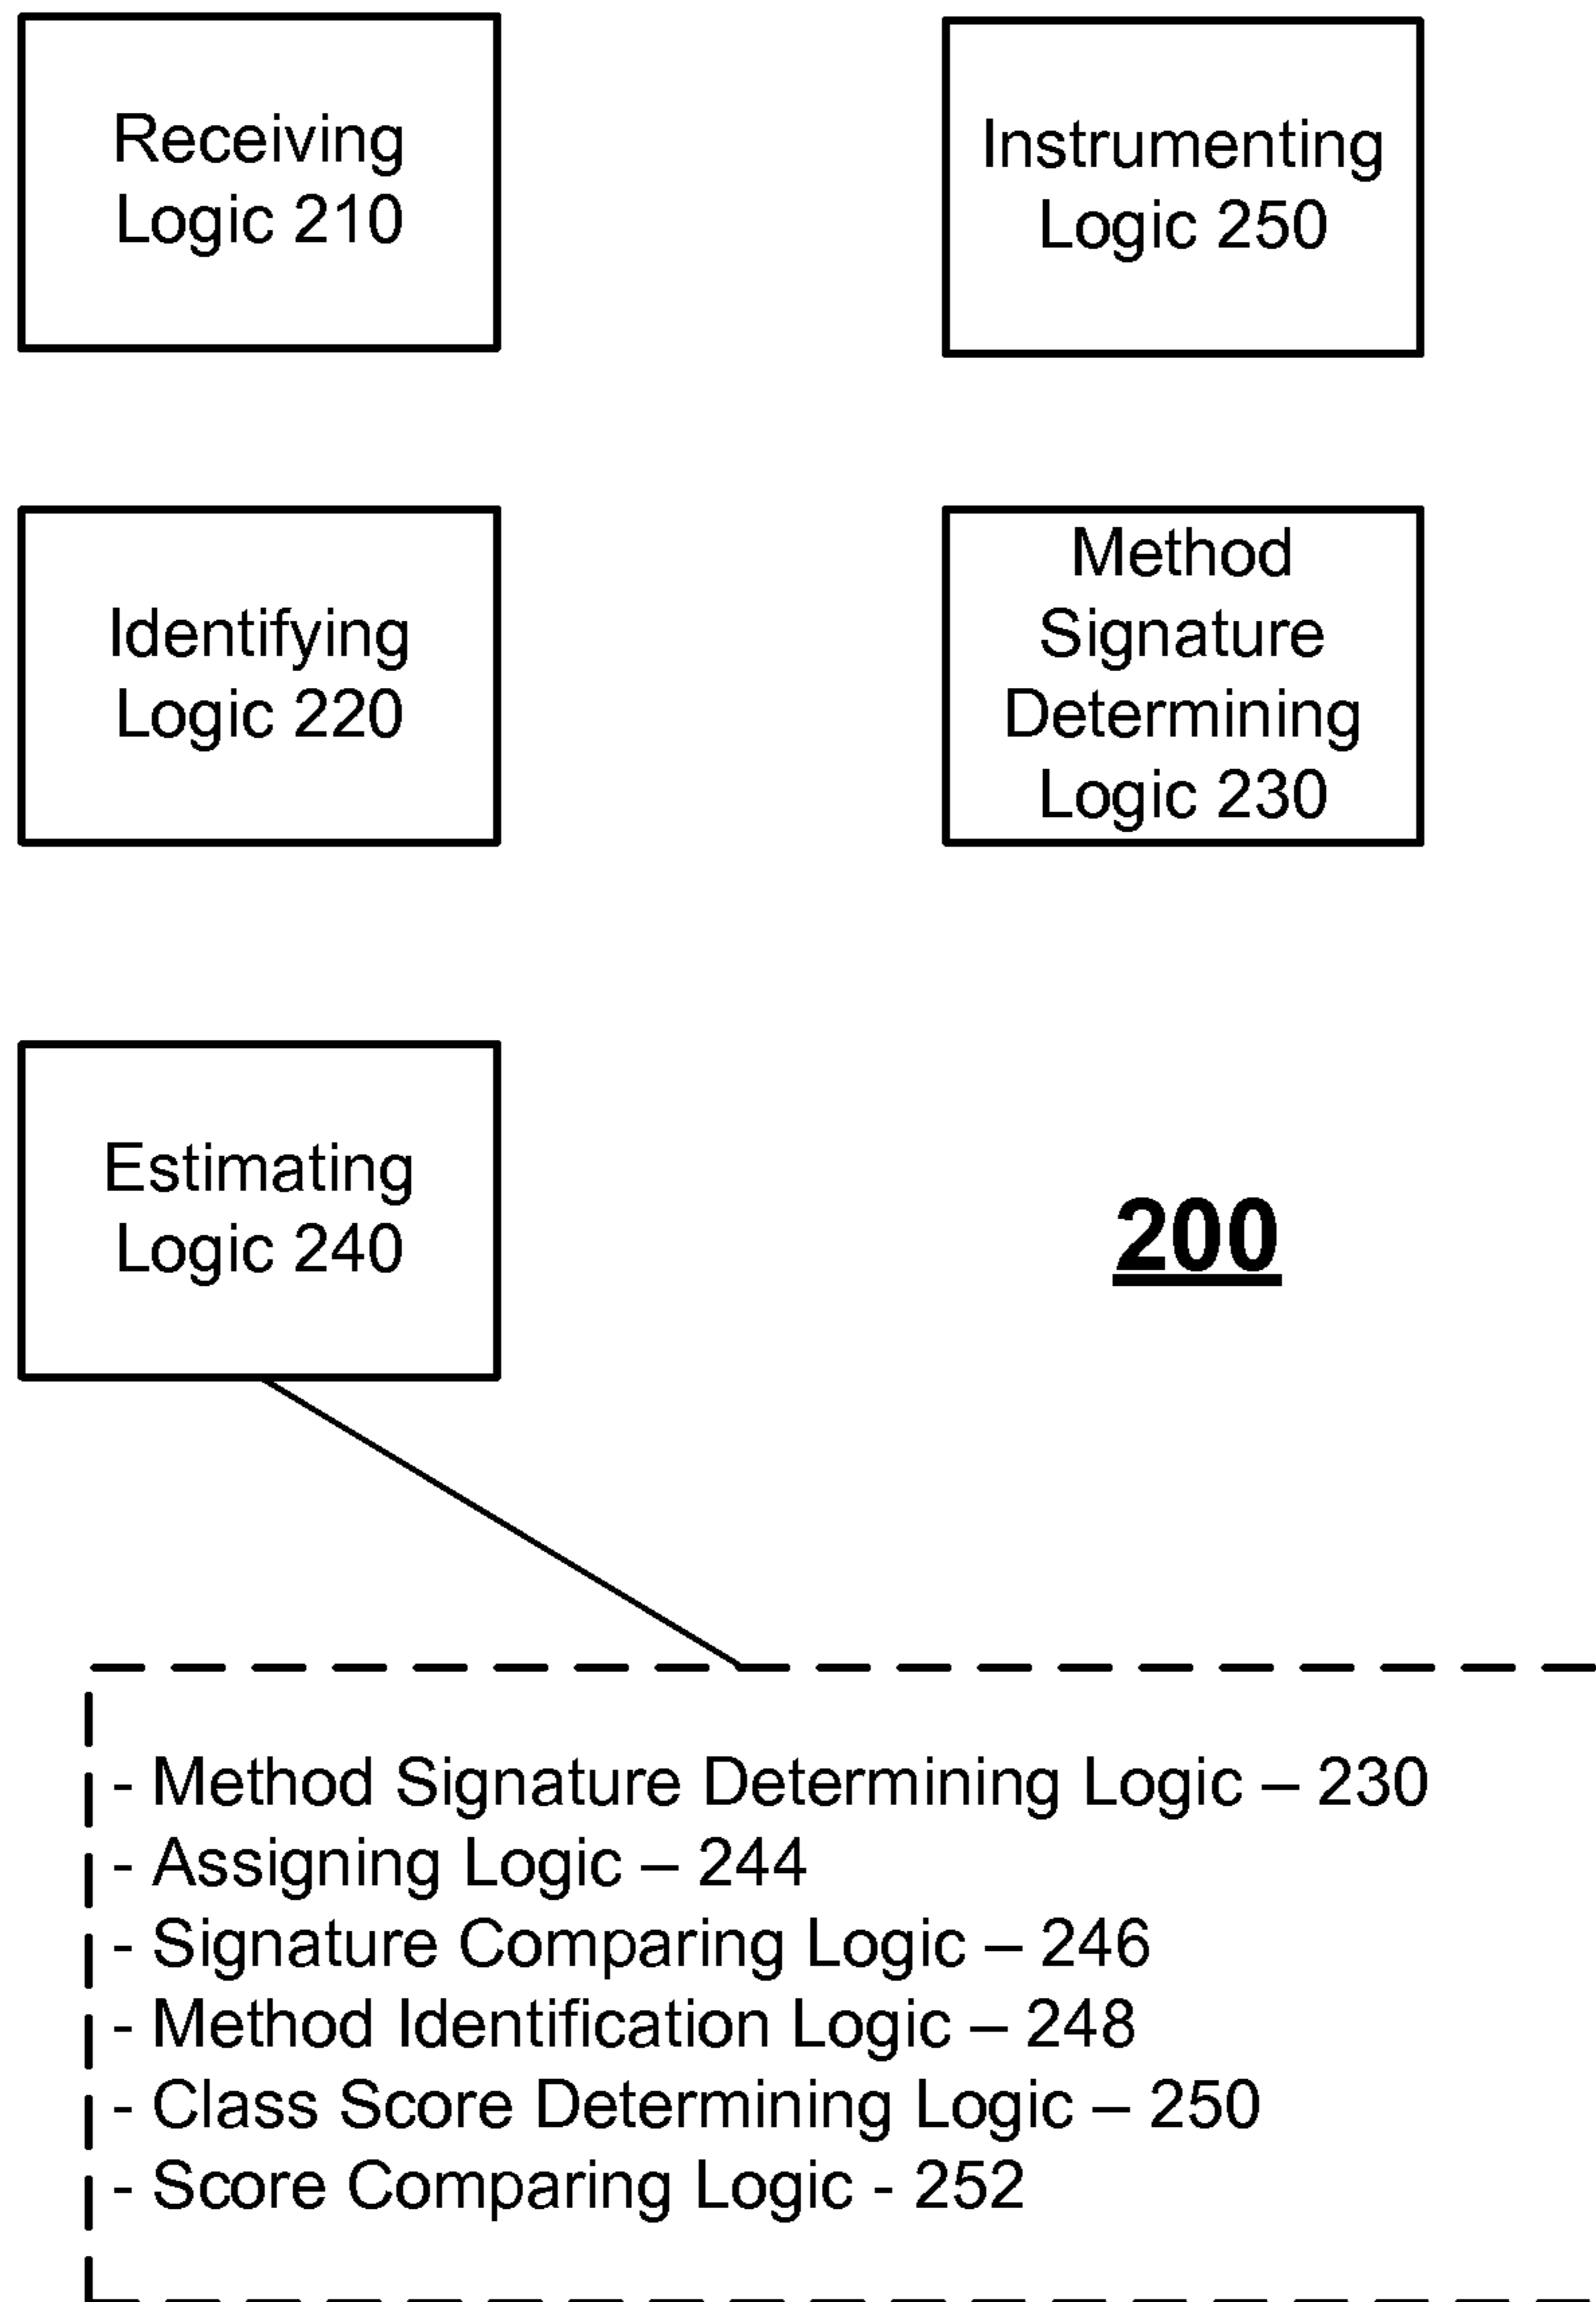 Receiving
Logic 210
Instrumenting
Logic 250
Identifying
Logic 220
Method
Signature
Determining
Logic 230
Estimating
Logic 240
200
- Method Signature Determining Logic – 230
- Assigning Logic – 244
- Signature Comparing Logic – 246
- Method Identification Logic – 248
- Class Score Determining Logic – 250
- Score Comparing Logic - 252